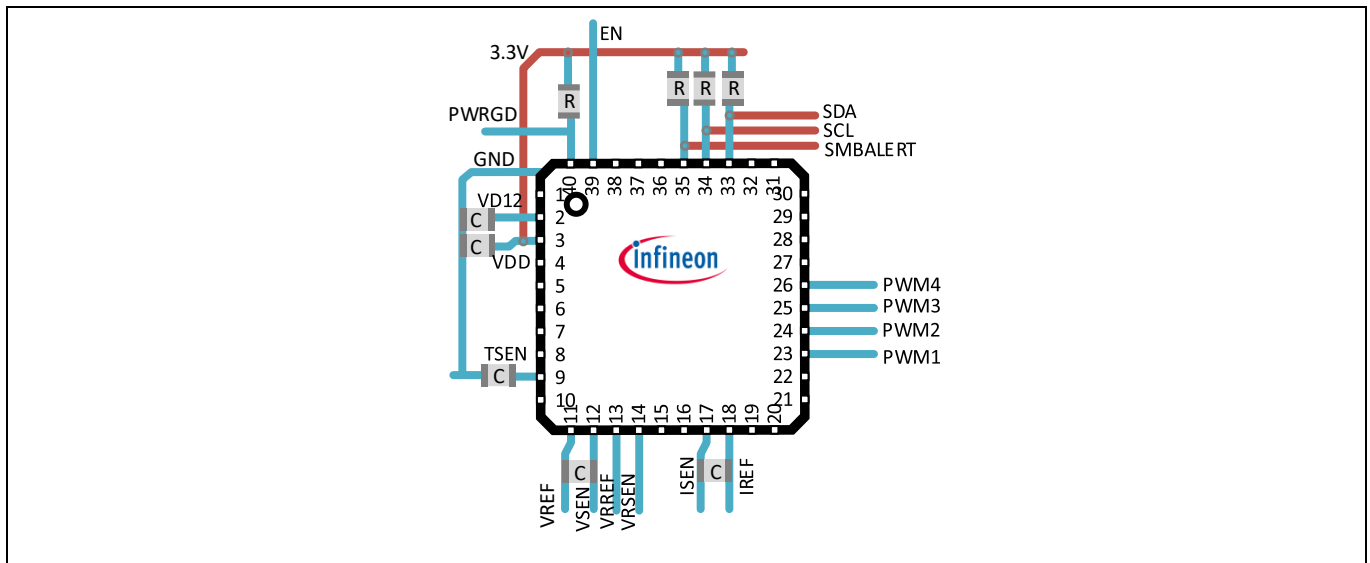 EN
3.3V
R
R R R
PWRGD
SDA
SCL
SMBALERT
GND
40 39 38 37 36 35 34 33 32 31
1
VD12
2
C
3
C
VDD
4
5
6
7
TSEN
8
C
9
10
infineon
30
29
28
27
26 PWM4
25 PWM3
24 PWM2
23 PWM1
22
21
11 12 13 14 15 16 17 18 19 20
C
C
VREF
VSEN
VRREF
VRSEN
ISEN
IREF